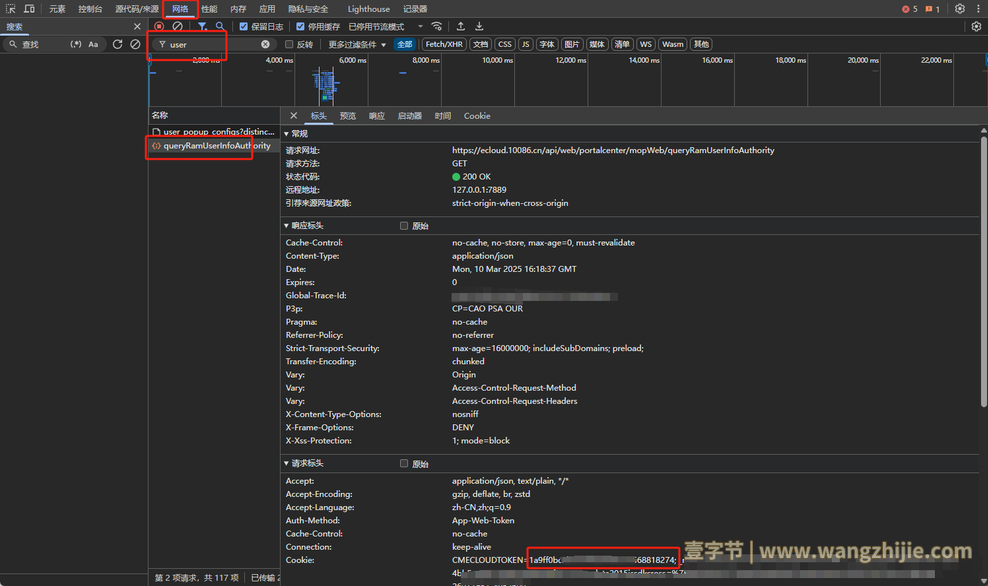 元素 控制台 源代码/来源 网络 性能 内存 应用 隐私与安全 Lighthouse 记录器 5 1
搜索 保留日志 停用缓存 已停用节流模式
查找 (.*) Aa user 反转 更多过滤条件 全部 Fetch/XHR 文档 CSS JS 字体 图片 媒体 清单 WS Wasm 其他
2,000 ms 4,000 ms 6,000 ms 8,000 ms 10,000 ms 12,000 ms 14,000 ms 16,000 ms 18,000 ms 20,000 ms 22,000 ms
名称 标头 预览 响应 启动器 时间 Cookie
user_popup_configs?distinc...
queryRamUserInfoAuthority
常规
请求网址: https://ecloud.10086.cn/api/web/portalcenter/mopWeb/queryRamUserInfoAuthority
请求方法: GET
状态代码: 200 OK
远程地址: 127.0.0.1:7889
引荐来源网址政策: strict-origin-when-cross-origin
响应标头 原始
Cache-Control: no-cache, no-store, max-age=0, must-revalidate
Content-Type: application/json
Date: Mon, 10 Mar 2025 16:18:37 GMT
Expires: 0
Global-Trace-Id:
P3p: CP=CAO PSA OUR
Pragma: no-cache
Referrer-Policy: no-referrer
Strict-Transport-Security: max-age=16000000; includeSubDomains; preload;
Transfer-Encoding: chunked
Vary: Origin
Vary: Access-Control-Request-Method
Vary: Access-Control-Request-Headers
X-Content-Type-Options: nosniff
X-Frame-Options: DENY
X-Xss-Protection: 1; mode=block
请求标头 原始
Accept: application/json, text/plain, */*
Accept-Encoding: gzip, deflate, br, zstd
Accept-Language: zh-CN,zh;q=0.9
Auth-Method: App-Web-Token
Cache-Control: no-cache
Connection: keep-alive
Cookie: CMECLOUDTOKEN=1a9ff0bc 668818274;
壹字节 | www.wangzhijie.com
第 2 项请求，共 117 项 已传输 2